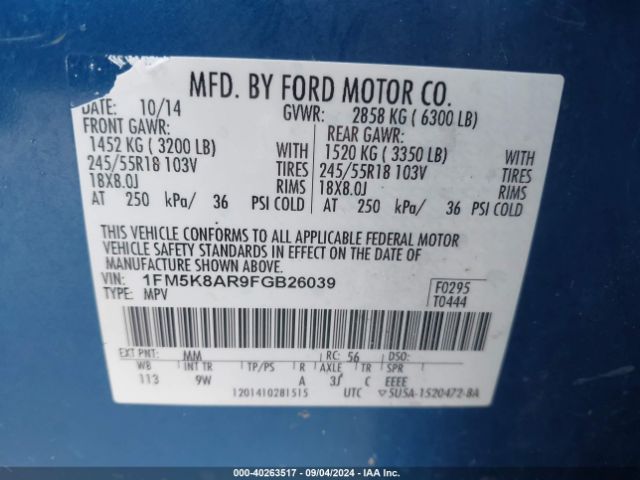 MFD. BY FORD MOTOR CO.
DATE: 10/14 GVWR: 2858 KG ( 6300 LB)
FRONT GAWR: REAR GAWR:
1452 KG ( 3200 LB) WITH 1520 KG ( 3350 LB) WITH
245/55R18 103V TIRES 245/55R18 103V TIRES
18X8.0J RIMS 18X8.0J RIMS
AT 250 kPa/ 36 PSI COLD AT 250 kPa/ 36 PSI COLD
THIS VEHICLE CONFORMS TO ALL APPLICABLE FEDERAL MOTOR
VEHICLE SAFETY STANDARDS IN EFFECT ON THE DATE OF
MANUFACTURE SHOWN ABOVE.
VIN: 1FM5K8AR9FGB26039 F0295
TYPE: MPV T0444
EXT PNT: MM RC: 56 DSO:
WB INT TR TP/PS R AXLE TR SPR
113 9W A 3J C EEEE
1201410281515 UTC ▽5U5A-1520472-8A
000-40263517 - 09/04/2024 - IAA Inc.